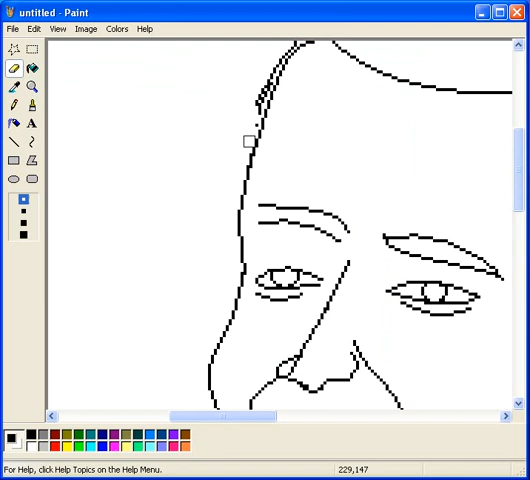 untitled - Paint
File Edit View Image Colors Help
A
For Help, click Help Topics on the Help Menu.
229,147